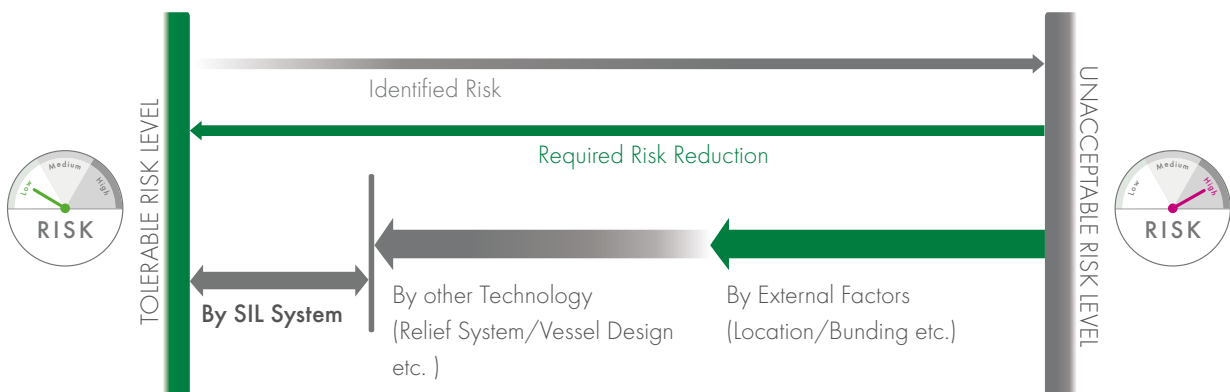 TOLERABLE RISK LEVEL
UNACCEPTABLE RISK LEVEL
Identified Risk
Required Risk Reduction
Low
Medium
High
RISK
Low
Medium
High
RISK
By SIL System
By other Technology
(Relief System/Vessel Design
etc. )
By External Factors
(Location/Bunding etc.)